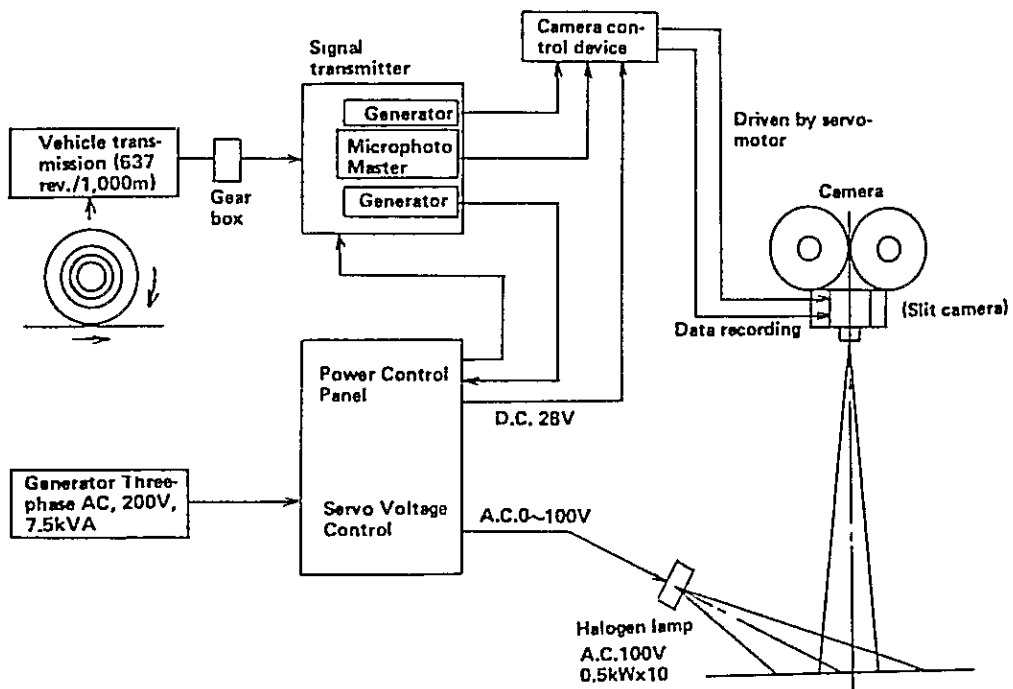 Signal
transmitter
Camera con-
trol device
Generator
Microphoto
Master
Generator
Vehicle trans-
mission (637
rev./1,000m)
Gear
box
Driven by servo-
motor
Camera
(Slit camera)
Data recording
Power Control
Panel
D.C. 28V
Generator Three-
phase AC, 200V,
7.5kVA
Servo Voltage
Control
A.C.0~100V
Halogen lamp
A.C.100V
0.5kWx10